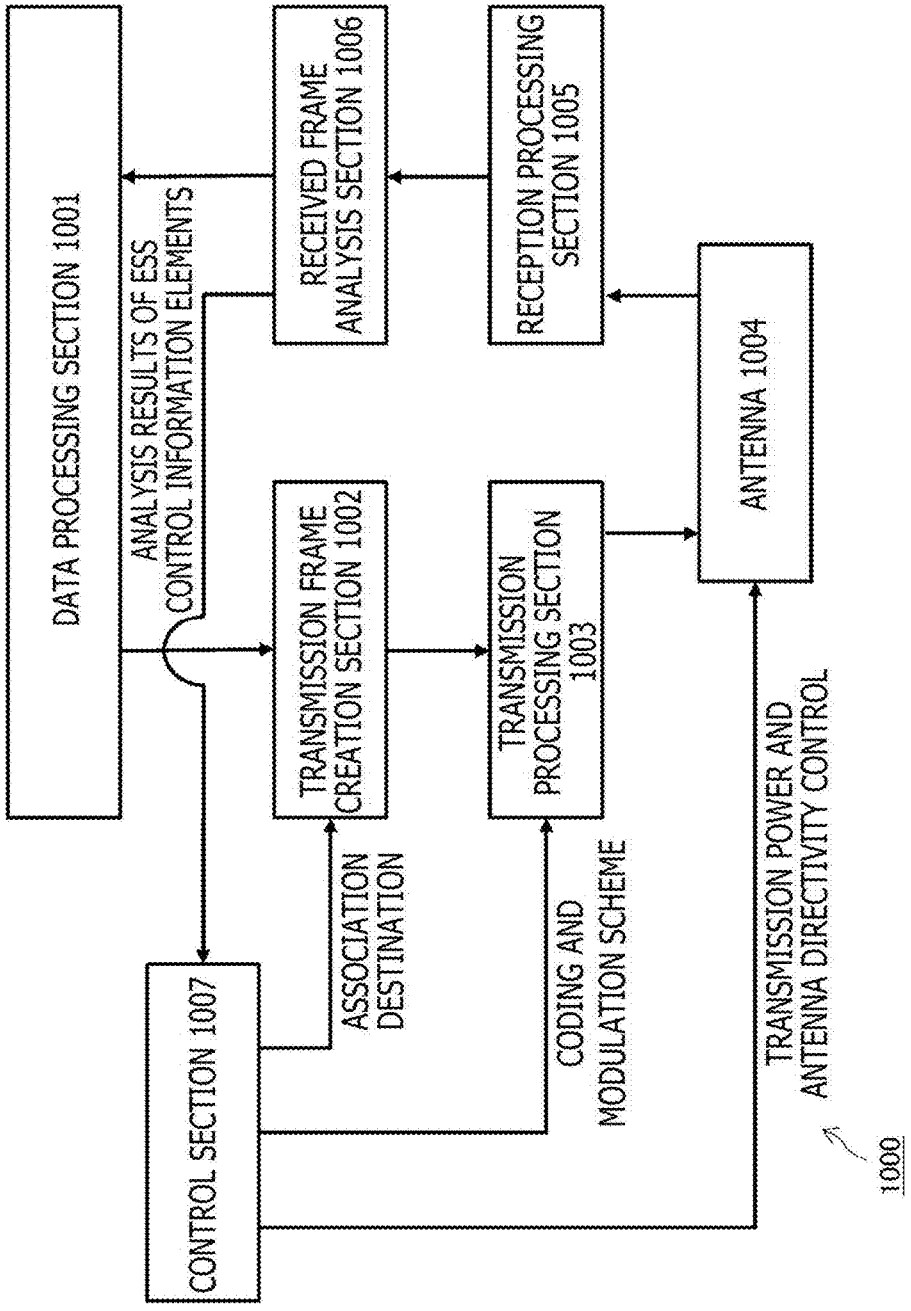 DATA PROCESSING SECTION 1001
ANALYSIS RESULTS OF ESS
CONTROL INFORMATION ELEMENTS
CONTROL SECTION 1007
TRANSMISSION FRAME
CREATION SECTION 1002
RECEIVED FRAME
ANALYSIS SECTION 1006
ASSOCIATION
DESTINATION
TRANSMISSION
PROCESSING SECTION
1003
RECEPTION PROCESSING
SECTION 1005
CODING AND
MODULATION SCHEME
ANTENNA 1004
TRANSMISSION POWER AND
ANTENNA DIRECTIVITY CONTROL
1000